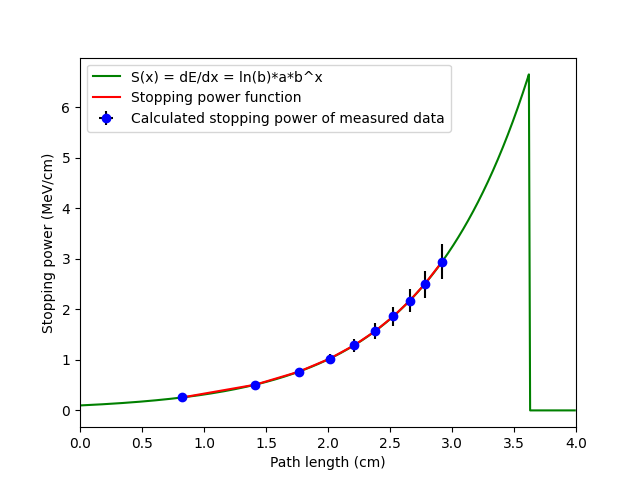 S(x) = dE/dx = ln(b)*a*b^x
Stopping power function
Calculated stopping power of measured data
Stopping power (MeV/cm)
6
5
4
3
2
1
0
0.0 0.5 1.0 1.5 2.0 2.5 3.0 3.5 4.0
Path length (cm)